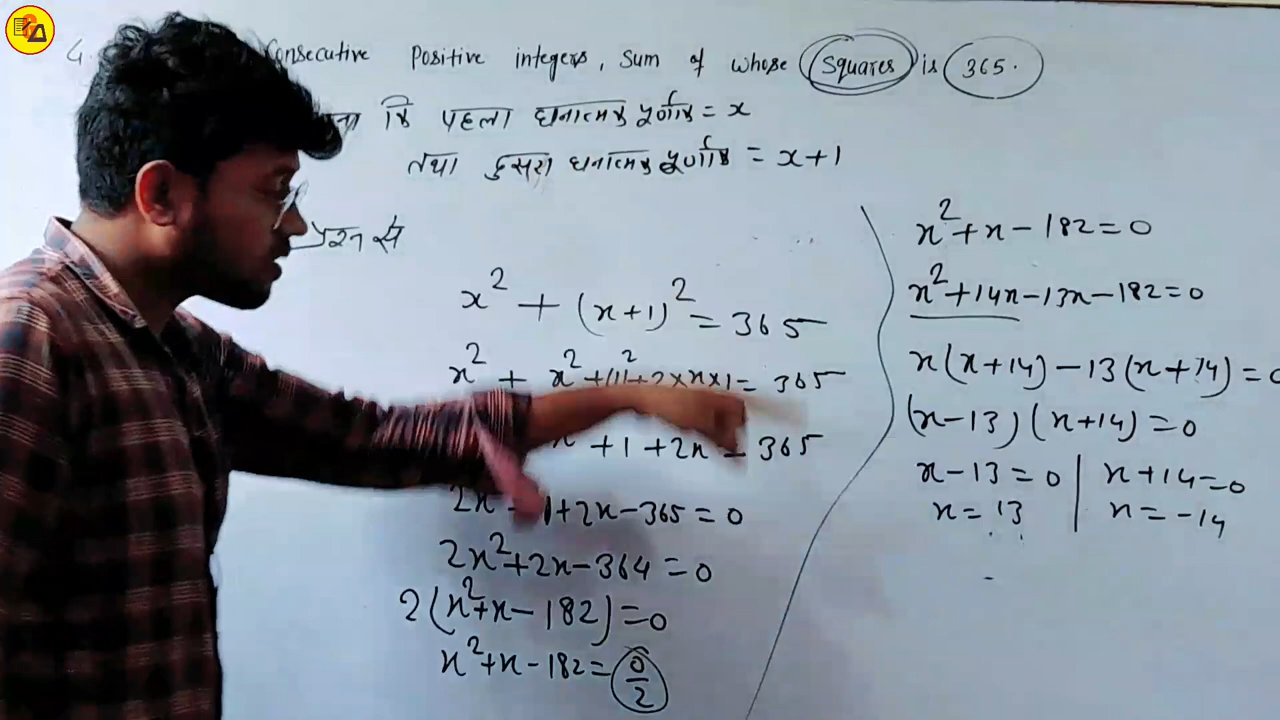 4. Consecutive Positive integers, Sum of whose Squares is 365.
कि पहला धनात्मक पूर्णांक = x
तथा दुसरा धनात्मक पूर्णांक = x+1
प्रश्न से
x² + (x+1)² = 365
x² + x² + (1)² + 2×x×1 = 365
+ 1 + 2x = 365
1 + 2x - 365 = 0
2x² + 2x - 364 = 0
2(x² + x - 182) = 0
x² + x - 182 = 0/2
x² + x - 182 = 0
x² + 14x - 13x - 182 = 0
x(x+14) - 13(x+14) = 0
(x-13)(x+14) = 0
x - 13 = 0 | x + 14 = 0
x = 13 | x = -14